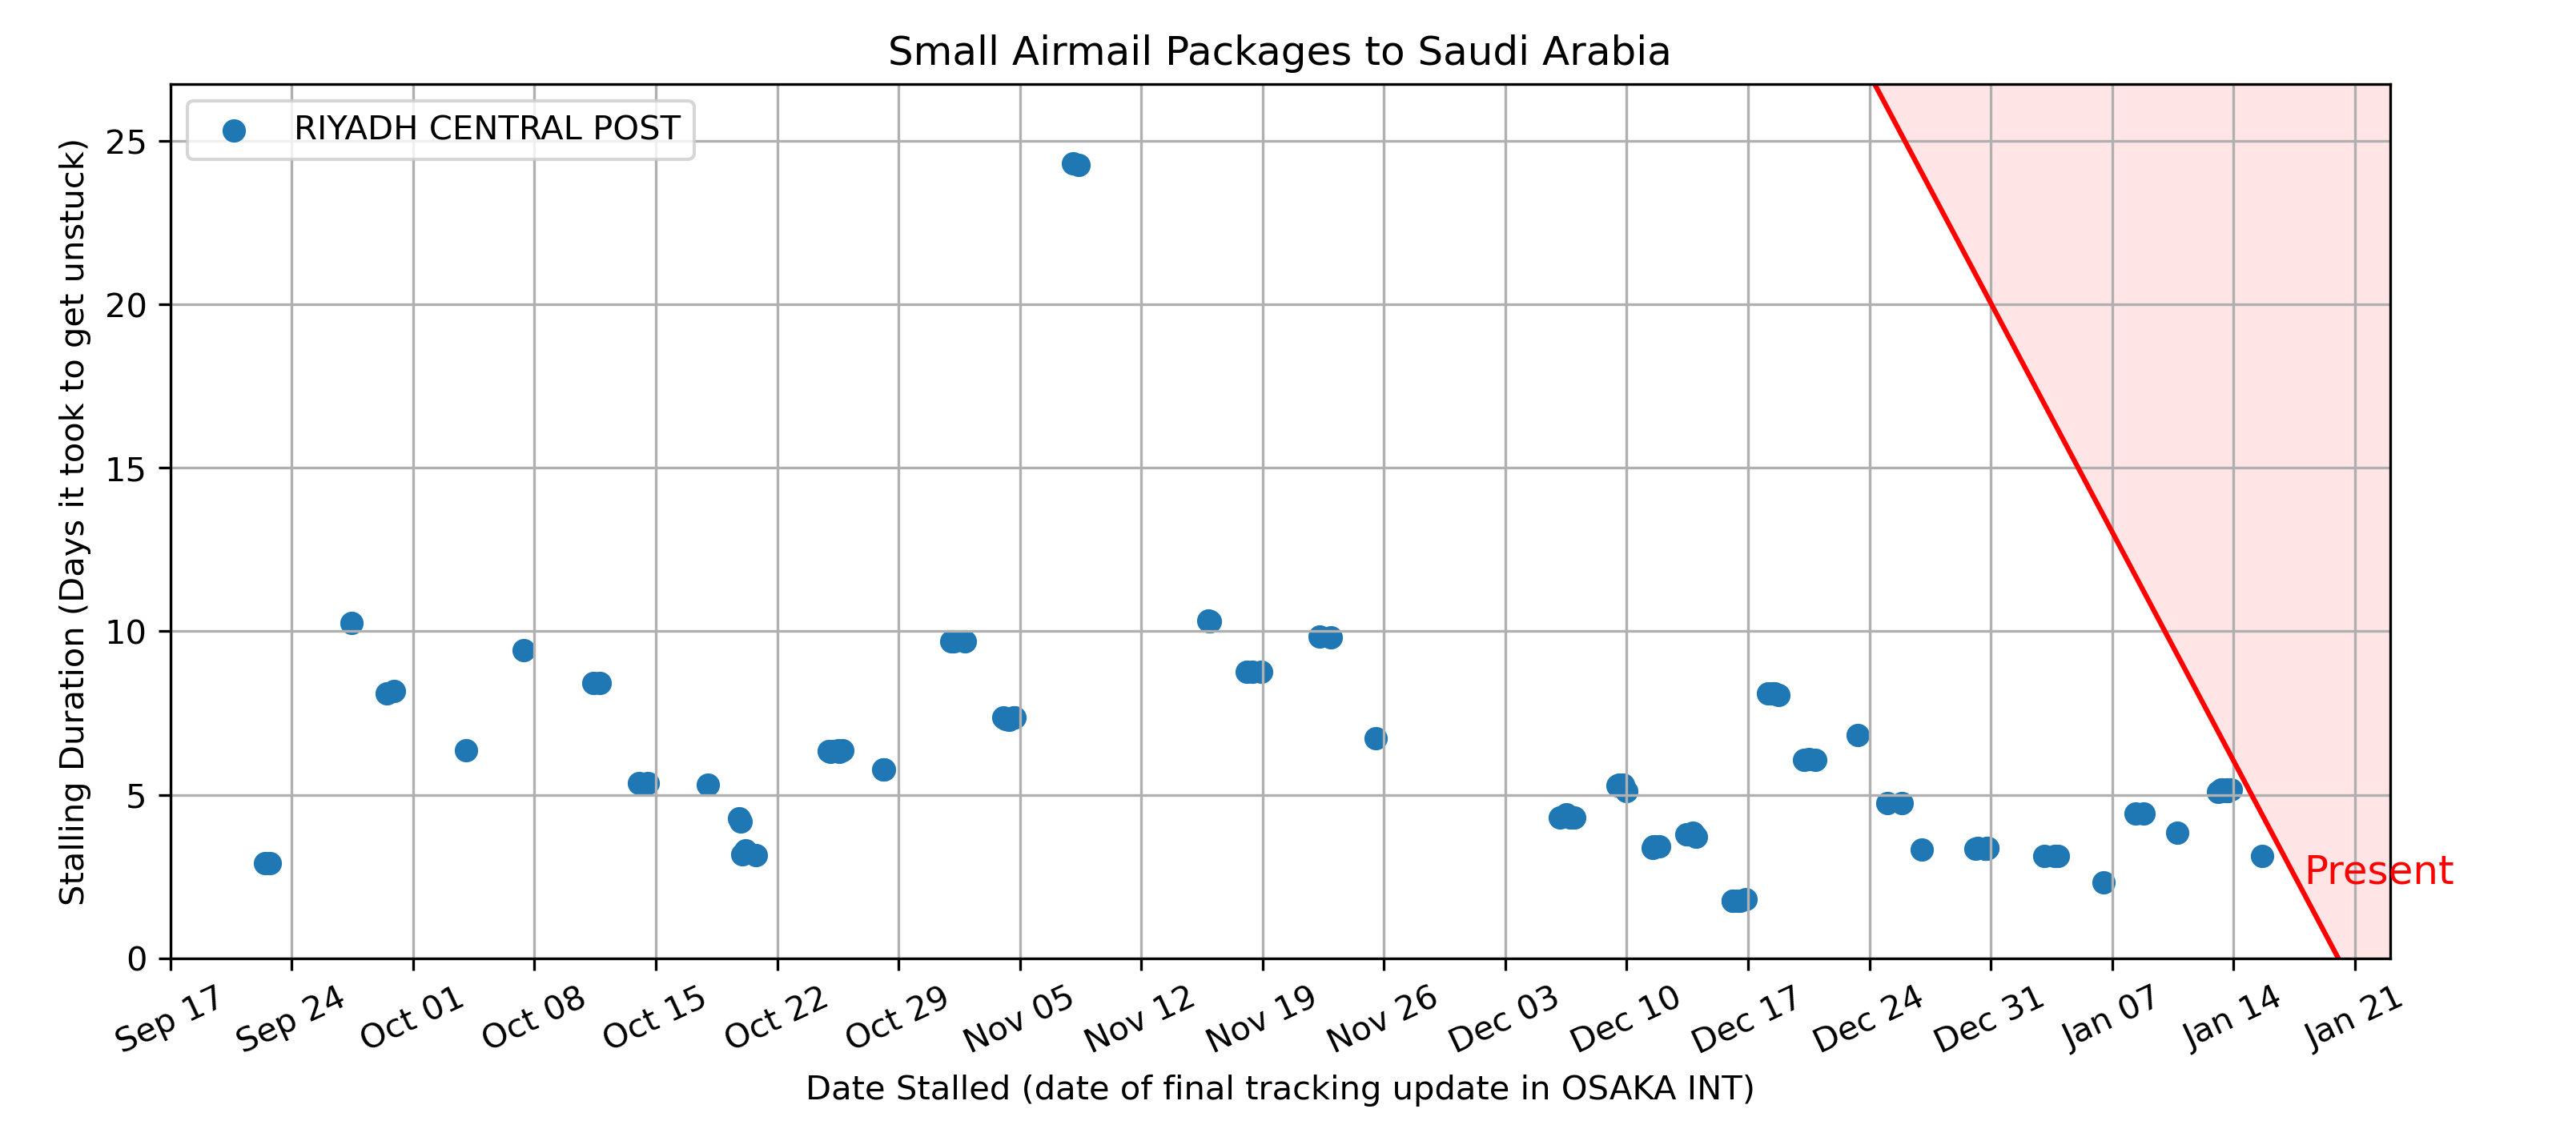 Small Airmail Packages to Saudi Arabia
RIYADH CENTRAL POST
Stalling Duration (Days it took to get unstuck)
25
20
15
10
5
0
Present
Sep 17
Sep 24
Oct 01
Oct 08
Oct 15
Oct 22
Oct 29
Nov 05
Nov 12
Nov 19
Nov 26
Dec 03
Dec 10
Dec 17
Dec 24
Dec 31
Jan 07
Jan 14
Jan 21
Date Stalled (date of final tracking update in OSAKA INT)